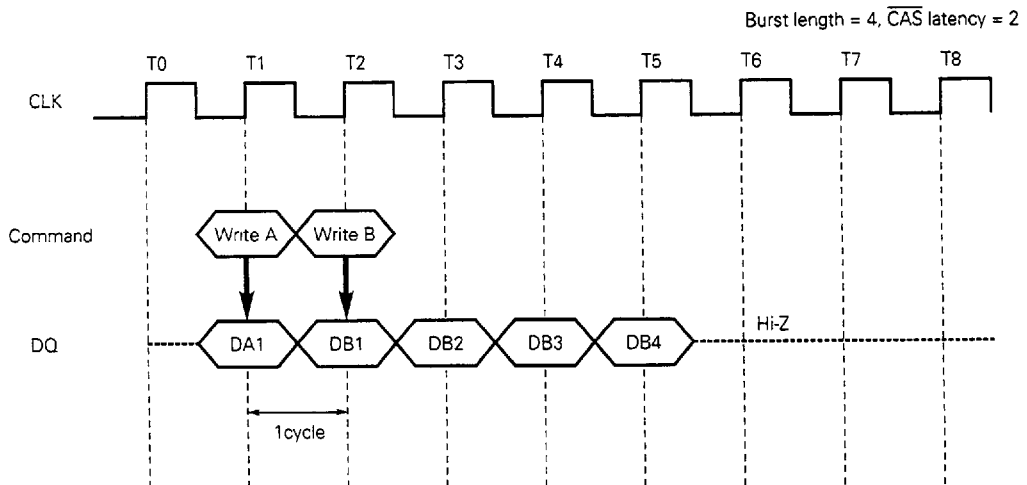 Burst length = 4, CAS latency = 2
T0 T1 T2 T3 T4 T5 T6 T7 T8
CLK
Command
Write A Write B
DQ
DA1 DB1 DB2 DB3 DB4
Hi-Z
1cycle